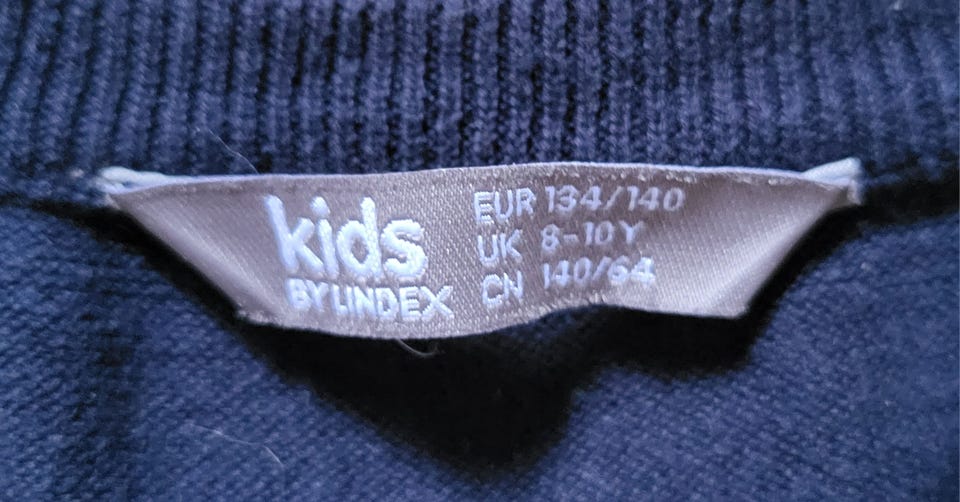 kids
BY LINDEX
EUR 134/140
UK 8-10 Y
CN 140/64